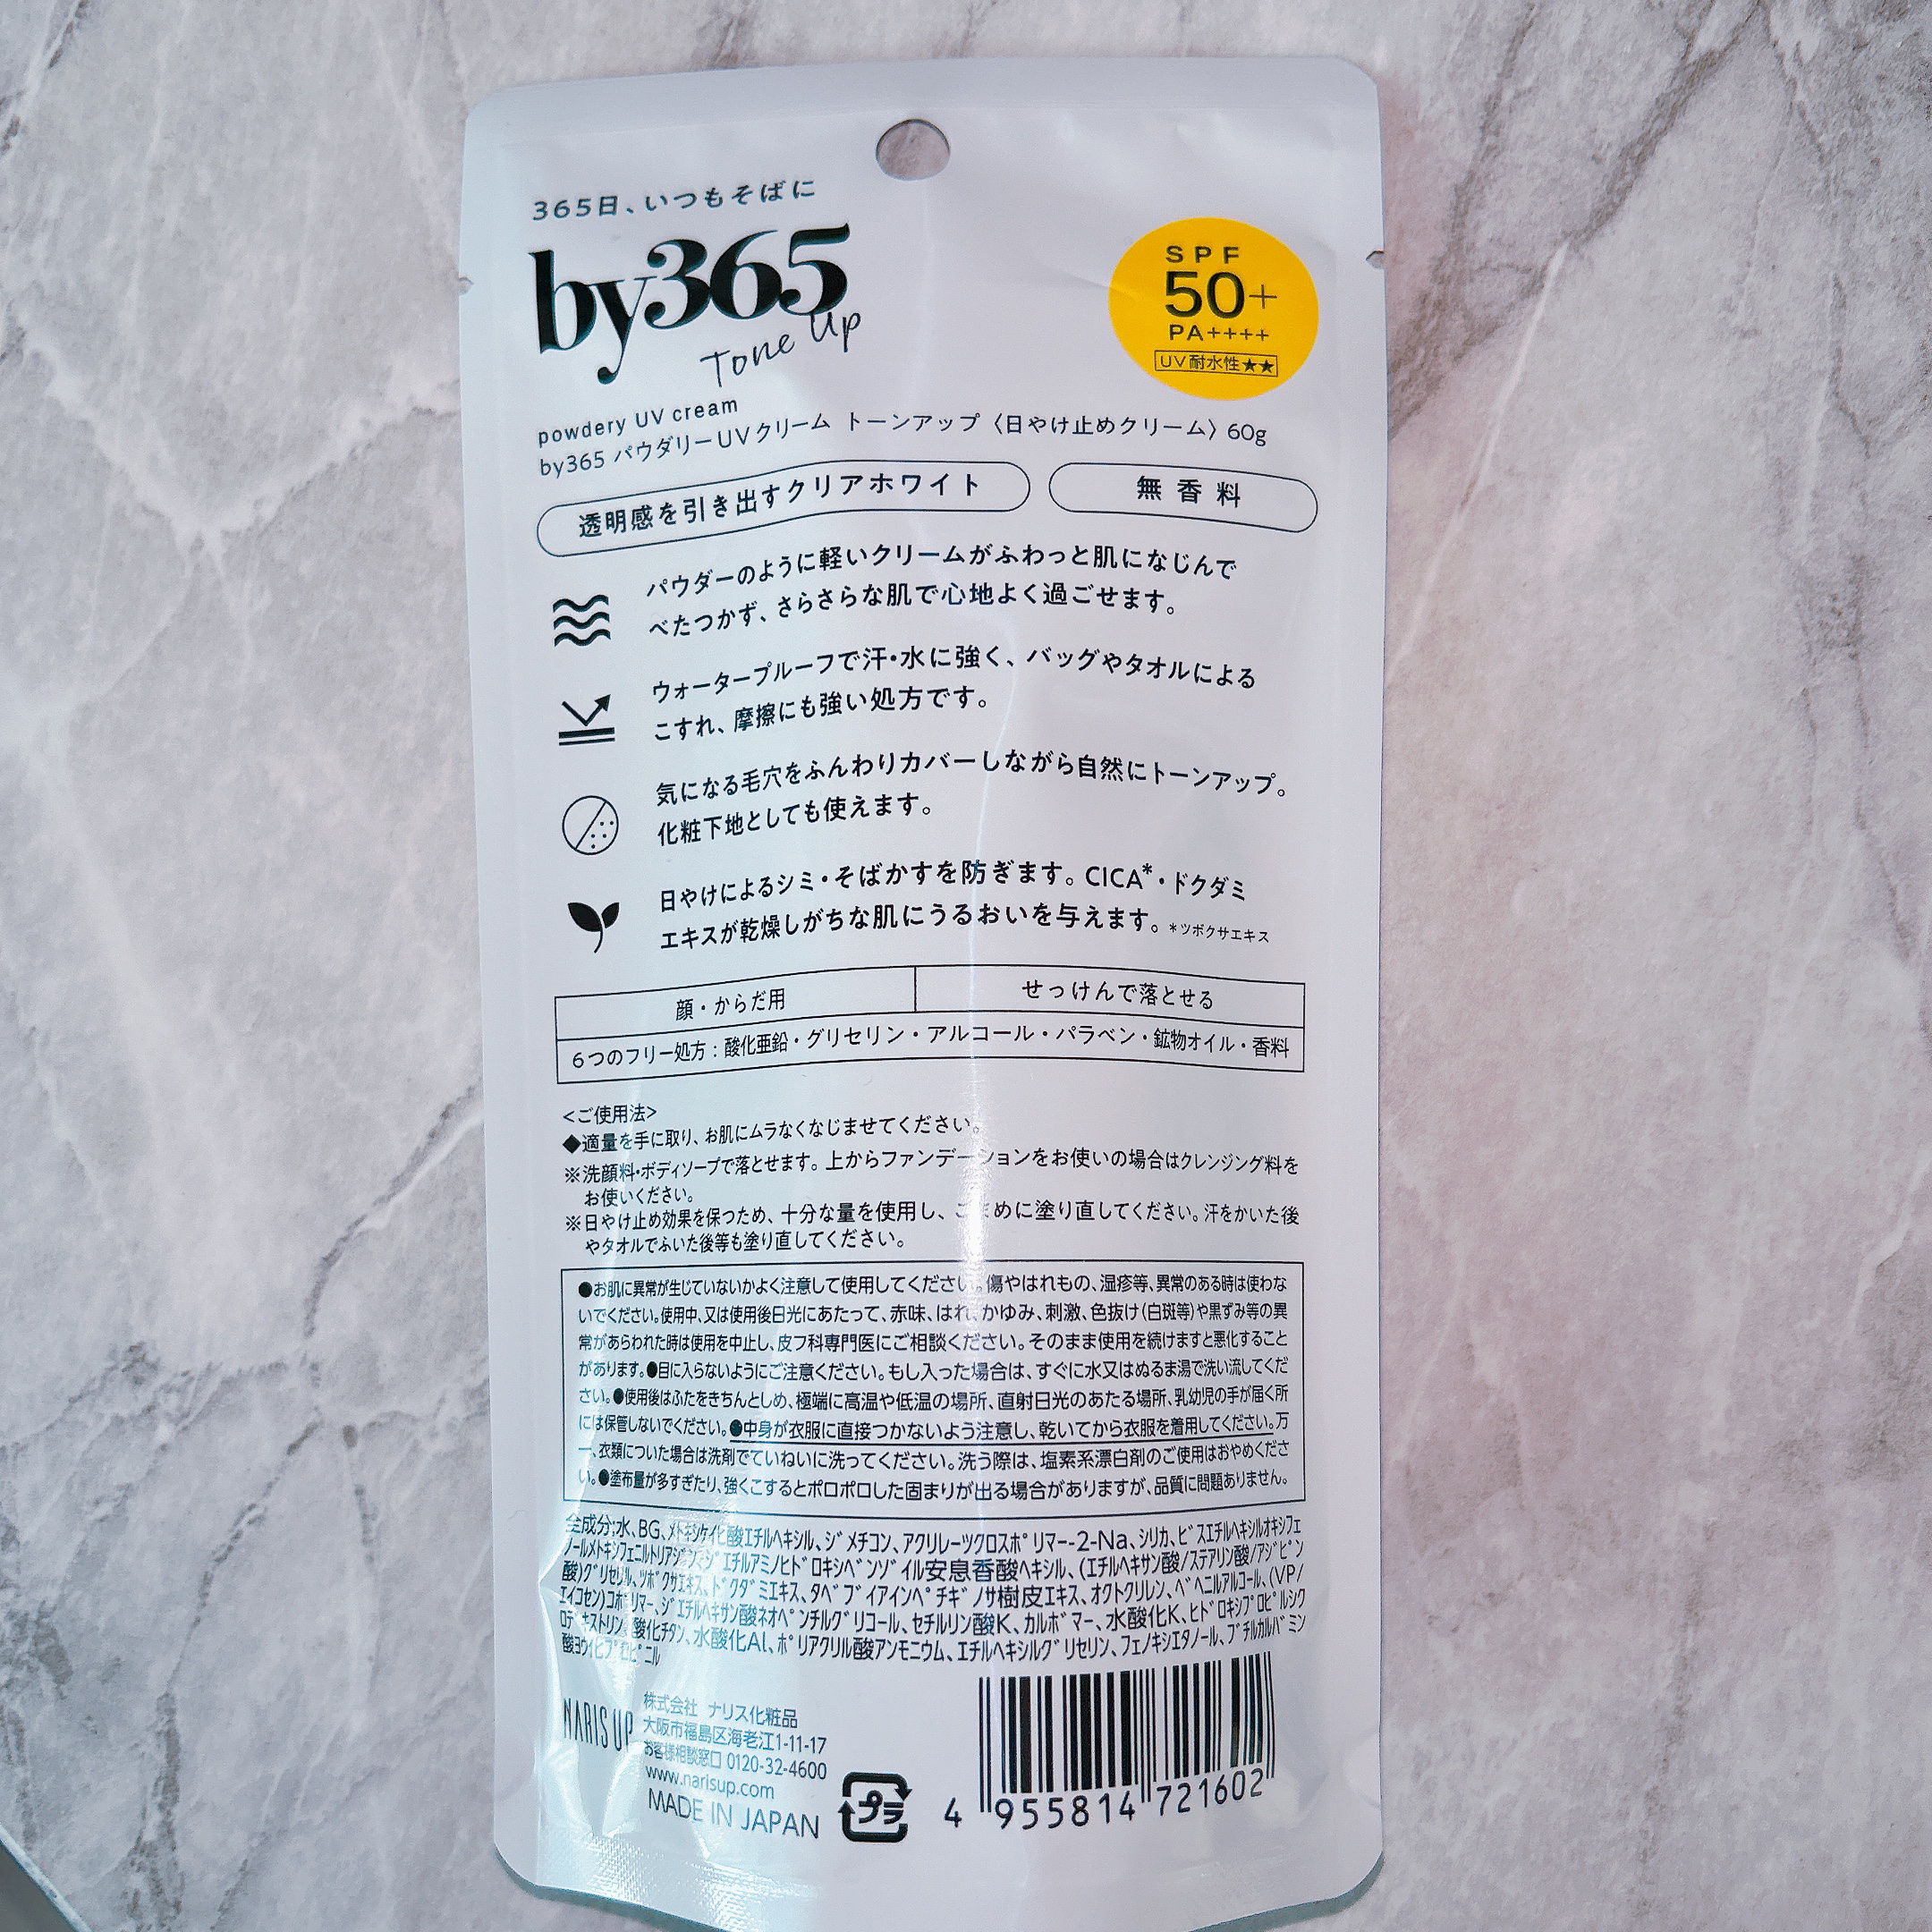 365日、いつもそばに
by365
Tone Up
SPF
50+
PA++++
UV耐水性★★
powdery UV cream
by365 パウダリーUVクリーム トーンアップ〈日やけ止めクリーム〉60g
透明感を引き出すクリアホワイト
無香料
パウダーのように軽いクリームがふわっと肌になじんで
べたつかず、さらさらな肌で心地よく過ごせます。
ウォータープルーフで汗・水に強く、バッグやタオルによる
こすれ、摩擦にも強い処方です。
気になる毛穴をふんわりカバーしながら自然にトーンアップ。
化粧下地としても使えます。
日やけによるシミ・そばかすを防ぎます。CICA*・ドクダミ
エキスが乾燥しがちな肌にうるおいを与えます。*ツボクサエキス
顔・からだ用
せっけんで落とせる
6つのフリー処方:酸化亜鉛・グリセリン・アルコール・パラベン・鉱物オイル・香料
<ご使用法>
◆適量を手に取り、お肌にムラなくなじませてください。
※洗顔料・ボディソープで落とせます。上からファンデーションをお使いの場合はクレンジング料を
お使いください。
※日やけ止め効果を保つため、十分な量を使用し、こまめに塗り直してください。汗をかいた後
やタオルでふいた後等も塗り直してください。
●お肌に異常が生じていないかよく注意して使用してください。傷やはれもの、湿疹等、異常のある時は使わな
いでください。使用中、又は使用後日光にあたって、赤味、はれ、かゆみ、刺激、色抜け(白斑等)や黒ずみ等の異
常があらわれた時は使用を中止し、皮フ科専門医にご相談ください。そのまま使用を続けますと悪化すること
があります。●目に入らないようにご注意ください。もし入った場合は、すぐに水又はぬるま湯で洗い流してくだ
さい。●使用後はふたをきちんとしめ、極端に高温や低温の場所、直射日光のあたる場所、乳幼児の手が届く所
には保管しないでください。●中身が衣服に直接つかないよう注意し、乾いてから衣服を着用してください。万
一、衣類についた場合は洗剤でていねいに洗ってください。洗う際は、塩素系漂白剤のご使用はおやめくださ
い。●塗布量が多すぎたり、強くこするとポロポロした固まりが出る場合がありますが、品質に問題ありません。
全成分:水、BG、メトキシケイヒ酸エチルヘキシル、ジメチコン、アクリレーツクロスポリマー-2-Na、シリカ、ビスエチルヘキシルオキシフェ
ノールメトキシフェニルトリアジン、ジエチルアミノヒドロキシベンゾイル安息香酸ヘキシル、(エチルヘキサン酸/ステアリン酸/アジピン
酸)グリセリル、ツボクサエキス、ドクダミエキス、タベブイアインペチギノサ樹皮エキス、オクトクリレン、ベヘニルアルコール、(VP/
エイコセン)コポリマー、ジエチルヘキサン酸ネオペンチルグリコール、セチルリン酸K、カルボマー、水酸化K、ヒドロキシプロピルシク
ロデキストリン、酸化チタン、水酸化Al、ポリアクリル酸アンモニウム、エチルヘキシルグリセリン、フェノキシエタノール、ブチルカルバミン
酸ヨウ化プロピニル
NARIS UP
株式会社 ナリス化粧品
大阪市福島区海老江1-11-17
お客様相談窓口 0120-32-4600
www.narisup.com
MADE IN JAPAN
プラ
4 955814 721602